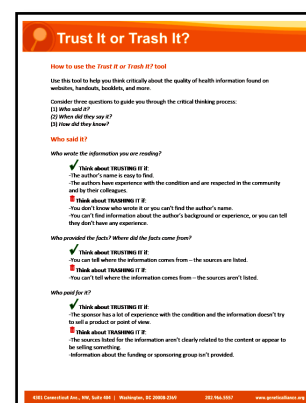 Trust It or Trash It?
How to use the Trust It or Trash It? tool
Use this tool to help you think critically about the quality of health information found on
websites, handouts, booklets, and more.
Consider three questions to guide you through the critical thinking process:
(1) Who said it?
(2) When did they say it?
(3) How did they know?
Who said it?
Who wrote the information you are reading?
Think about TRUSTING IT if:
-The author's name is easy to find.
-The authors have experience with the condition and are respected in the community
and by their colleagues.
Think about TRASHING IT if:
-You don't know who wrote it or you can't find the author's name.
-You can't find information about the author's background or experience, or you can tell
they don't have any experience.
Who provided the facts? Where did the facts come from?
Think about TRUSTING IT if:
-You can tell where the information comes from – the sources are listed.
Think about TRASHING IT if:
-You can't tell where the information comes from – the sources aren't listed.
Who paid for it?
Think about TRUSTING IT if:
-The sponsor has a lot of experience with the condition and the information doesn't try
to sell a product or point of view.
Think about TRASHING IT if:
-The sources listed for the information aren't clearly related to the content or appear to
be selling something.
-Information about the funding or sponsoring group isn't provided.
4301 Connecticut Ave., NW, Suite 404 | Washington, DC 20008-2369 202.966.5557 www.geneticallianc